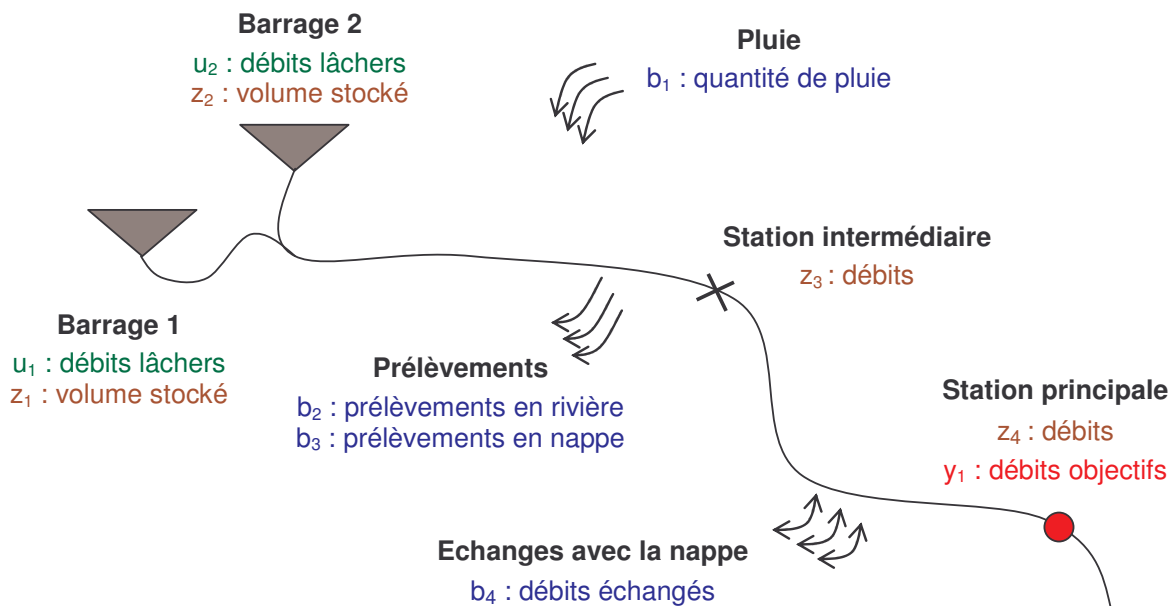 Barrage 2
u₂ : débits lâchers
z₂ : volume stocké
Pluie
b₁ : quantité de pluie
Station intermédiaire
z₃ : débits
Barrage 1
u₁ : débits lâchers
z₁ : volume stocké
Prélèvements
b₂ : prélèvements en rivière
b₃ : prélèvements en nappe
Station principale
z₄ : débits
y₁ : débits objectifs
Echanges avec la nappe
b₄ : débits échangés